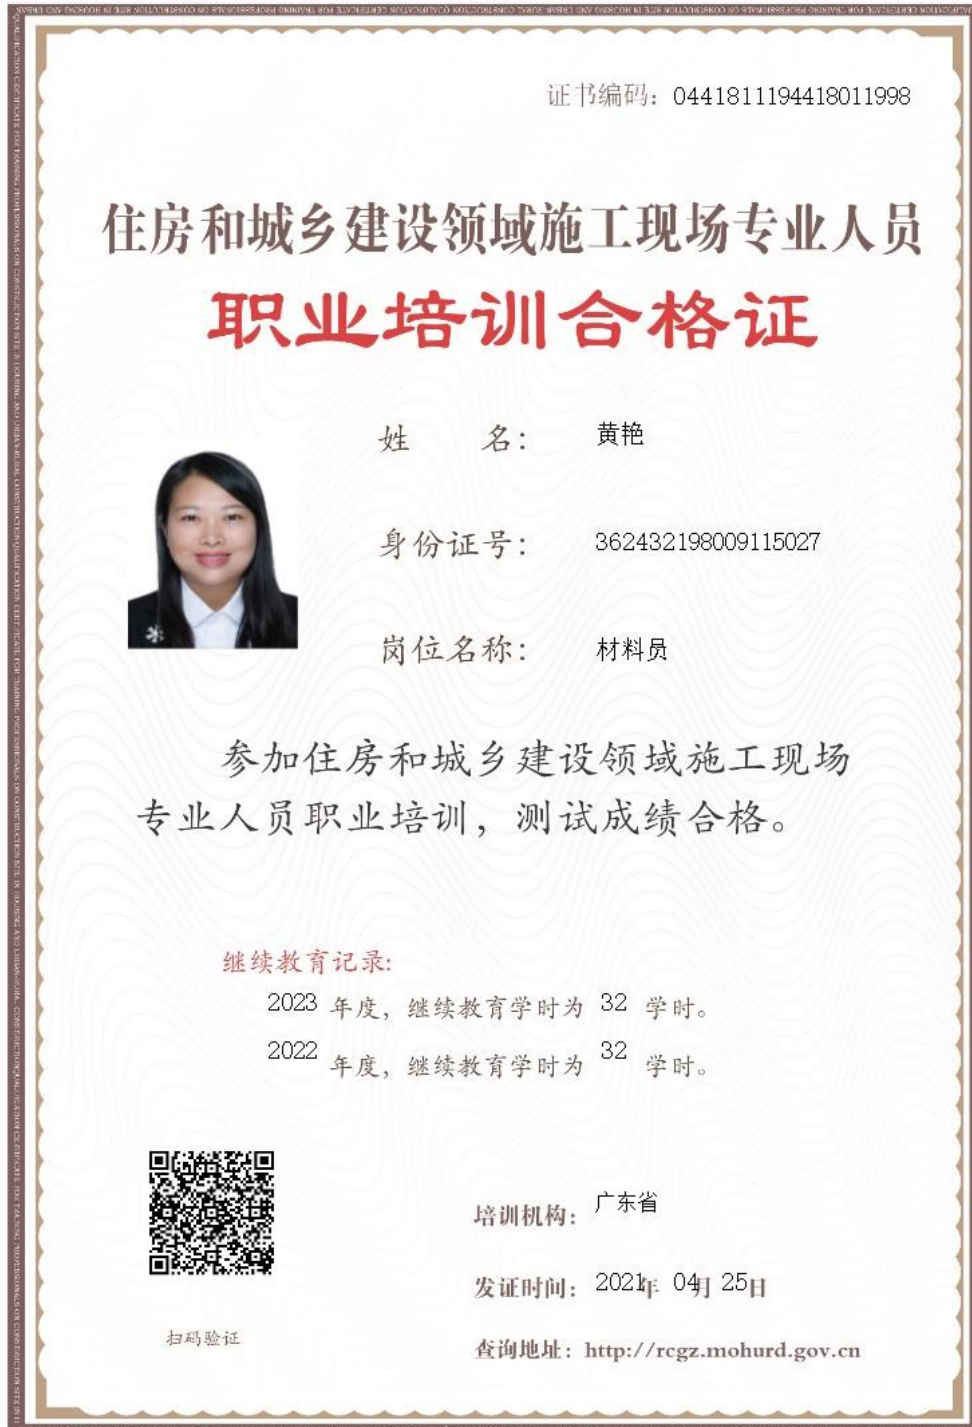 证书编码：0441811194418011998
住房和城乡建设领域施工现场专业人员
职业培训合格证
姓 名： 黄艳
身份证号： 362432198009115027
岗位名称： 材料员
参加住房和城乡建设领域施工现场
专业人员职业培训，测试成绩合格。
继续教育记录:
2023 年度，继续教育学时为 32 学时。
2022 年度，继续教育学时为 32 学时。
培训机构： 广东省
发证时间： 2021年 04月 25日
扫码验证
查询地址：http://rcgz.mohurd.gov.cn